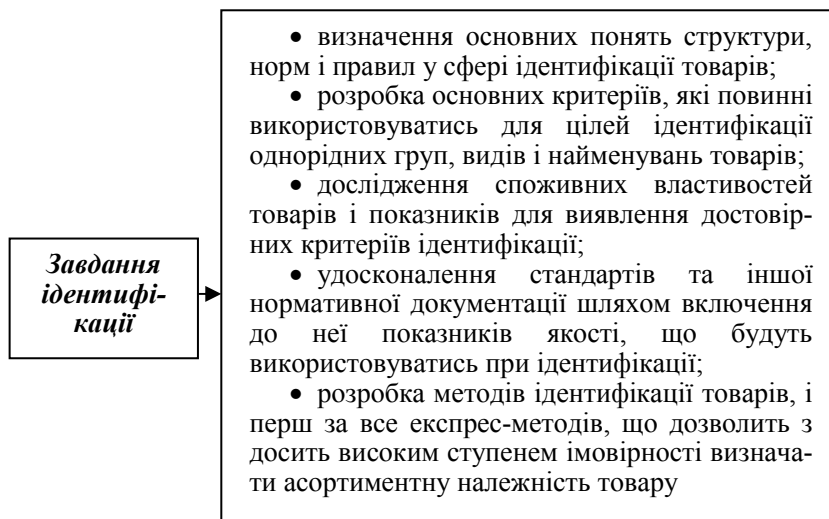 Завдання
ідентифі-
кації
• визначення основних понять структури,
норм і правил у сфері ідентифікації товарів;
• розробка основних критеріїв, які повинні
використовуватись для цілей ідентифікації
однорідних груп, видів і найменувань товарів;
• дослідження споживних властивостей
товарів і показників для виявлення достовір-
них критеріїв ідентифікації;
• удосконалення стандартів та іншої
нормативної документації шляхом включення
до неї показників якості, що будуть
використовуватись при ідентифікації;
• розробка методів ідентифікації товарів, і
перш за все експрес-методів, що дозволить з
досить високим ступенем імовірності визнача-
ти асортиментну належність товару